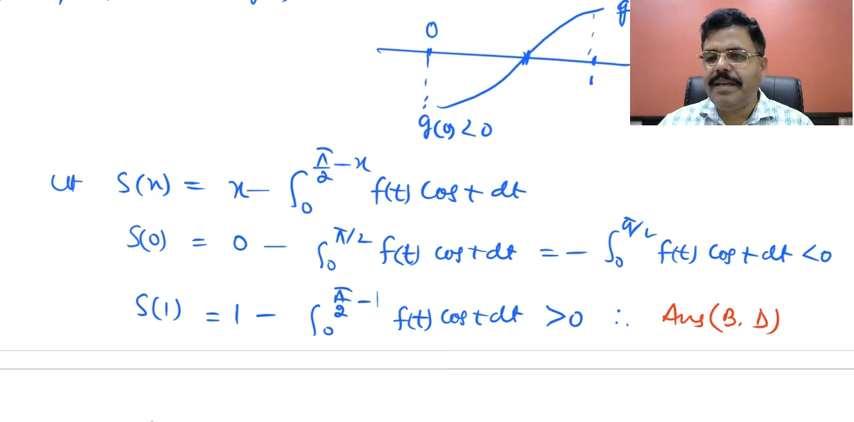 0
g
1
g(0) < 0
Let S(x) = x - ∫₀^(π/2 - x) f(t) cos t dt
S(0) = 0 - ∫₀^(π/2) f(t) cos t dt = - ∫₀^(π/2) f(t) cos t dt < 0
S(1) = 1 - ∫₀^(π/2 - 1) f(t) cos t dt > 0 ∴ Ans (B, D)